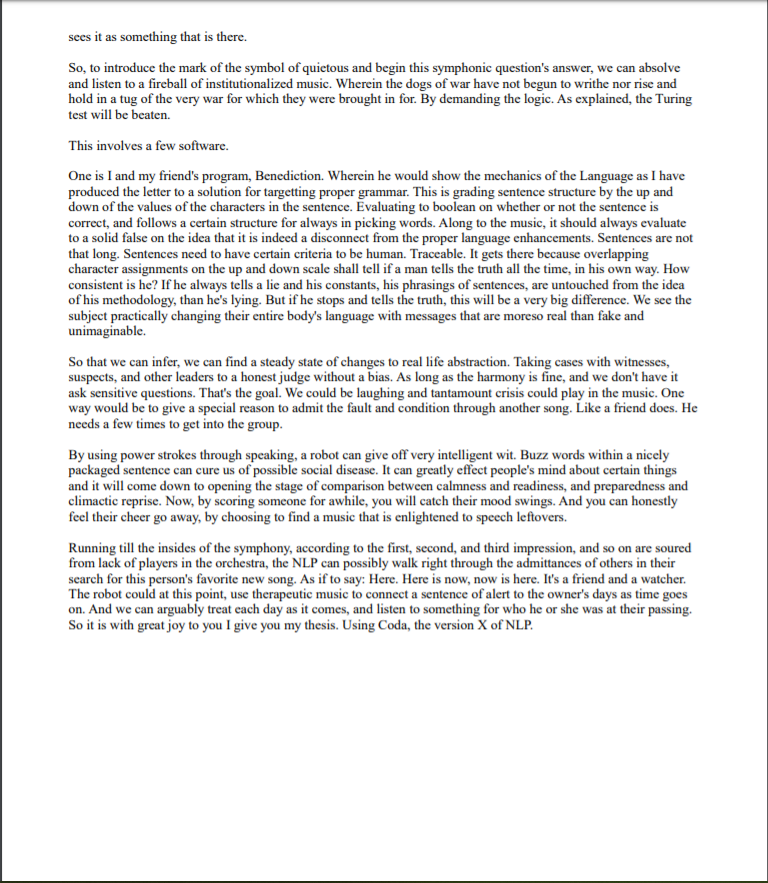 sees it as something that is there.
So, to introduce the mark of the symbol of quietous and begin this symphonic question's answer, we can absolve
and listen to a fireball of institutionalized music. Wherein the dogs of war have not begun to writhe nor rise and
hold in a tug of the very war for which they were brought in for. By demanding the logic. As explained, the Turing
test will be beaten.
This involves a few software.
One is I and my friend's program, Benediction. Wherein he would show the mechanics of the Language as I have
produced the letter to a solution for targetting proper grammar. This is grading sentence structure by the up and
down of the values of the characters in the sentence. Evaluating to boolean on whether or not the sentence is
correct, and follows a certain structure for always in picking words. Along to the music, it should always evaluate
to a solid false on the idea that it is indeed a disconnect from the proper language enhancements. Sentences are not
that long. Sentences need to have certain criteria to be human. Traceable. It gets there because overlapping
character assignments on the up and down scale shall tell if a man tells the truth all the time, in his own way. How
consistent is he? If he always tells a lie and his constants, his phrasings of sentences, are untouched from the idea
of his methodology, than he's lying. But if he stops and tells the truth, this will be a very big difference. We see the
subject practically changing their entire body's language with messages that are moreso real than fake and
unimaginable.
So that we can infer, we can find a steady state of changes to real life abstraction. Taking cases with witnesses,
suspects, and other leaders to a honest judge without a bias. As long as the harmony is fine, and we don't have it
ask sensitive questions. That's the goal. We could be laughing and tantamount crisis could play in the music. One
way would be to give a special reason to admit the fault and condition through another song. Like a friend does. He
needs a few times to get into the group.
By using power strokes through speaking, a robot can give off very intelligent wit. Buzz words within a nicely
packaged sentence can cure us of possible social disease. It can greatly effect people's mind about certain things
and it will come down to opening the stage of comparison between calmness and readiness, and preparedness and
climactic reprise. Now, by scoring someone for awhile, you will catch their mood swings. And you can honestly
feel their cheer go away, by choosing to find a music that is enlightened to speech leftovers.
Running till the insides of the symphony, according to the first, second, and third impression, and so on are soured
from lack of players in the orchestra, the NLP can possibly walk right through the admittances of others in their
search for this person's favorite new song. As if to say: Here. Here is now, now is here. It's a friend and a watcher.
The robot could at this point, use therapeutic music to connect a sentence of alert to the owner's days as time goes
on. And we can arguably treat each day as it comes, and listen to something for who he or she was at their passing.
So it is with great joy to you I give you my thesis. Using Coda, the version X of NLP.